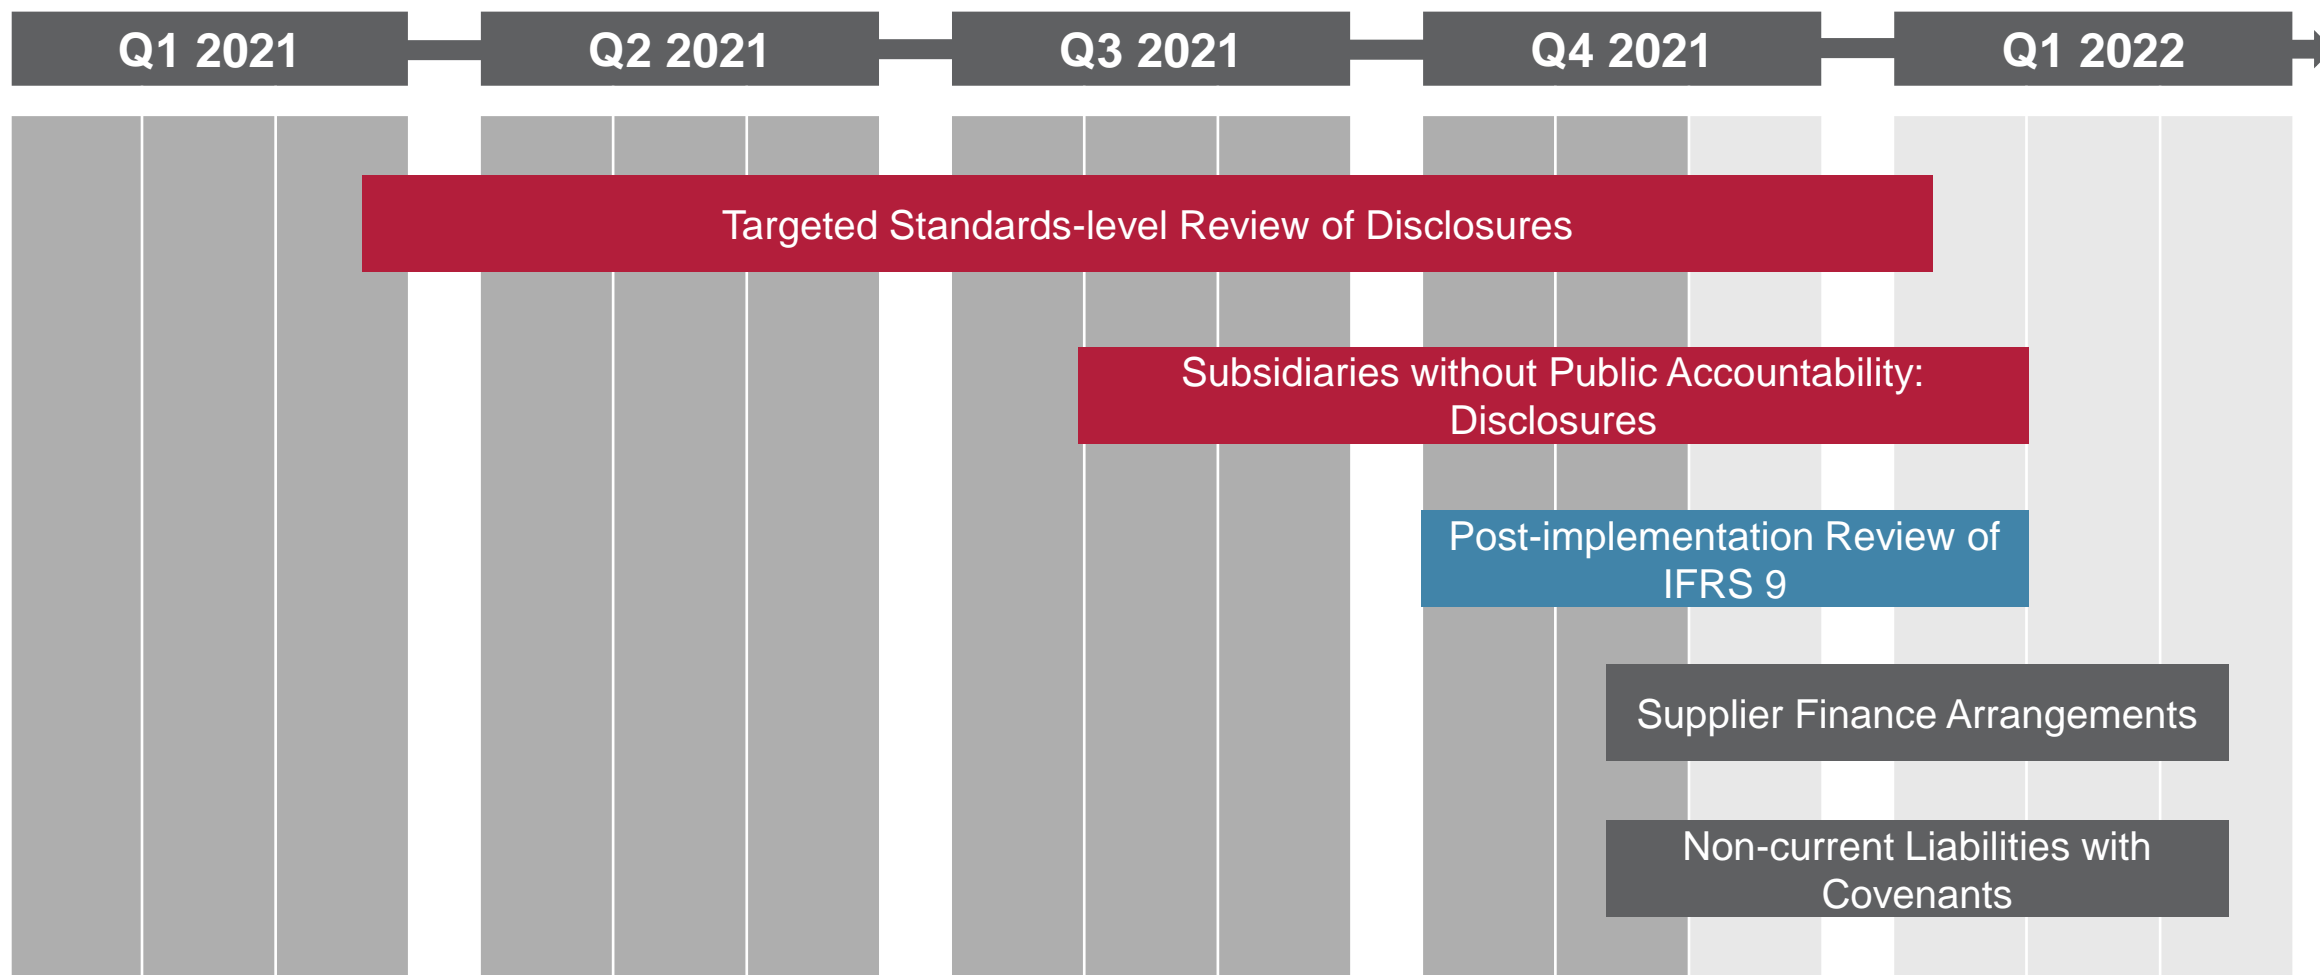 Q1 2021
Q2 2021
Q3 2021
Q4 2021
Q1 2022
Targeted Standards-level Review of Disclosures
Subsidiaries without Public Accountability:
Disclosures
Post-implementation Review of
IFRS 9
Supplier Finance Arrangements
Non-current Liabilities with
Covenants